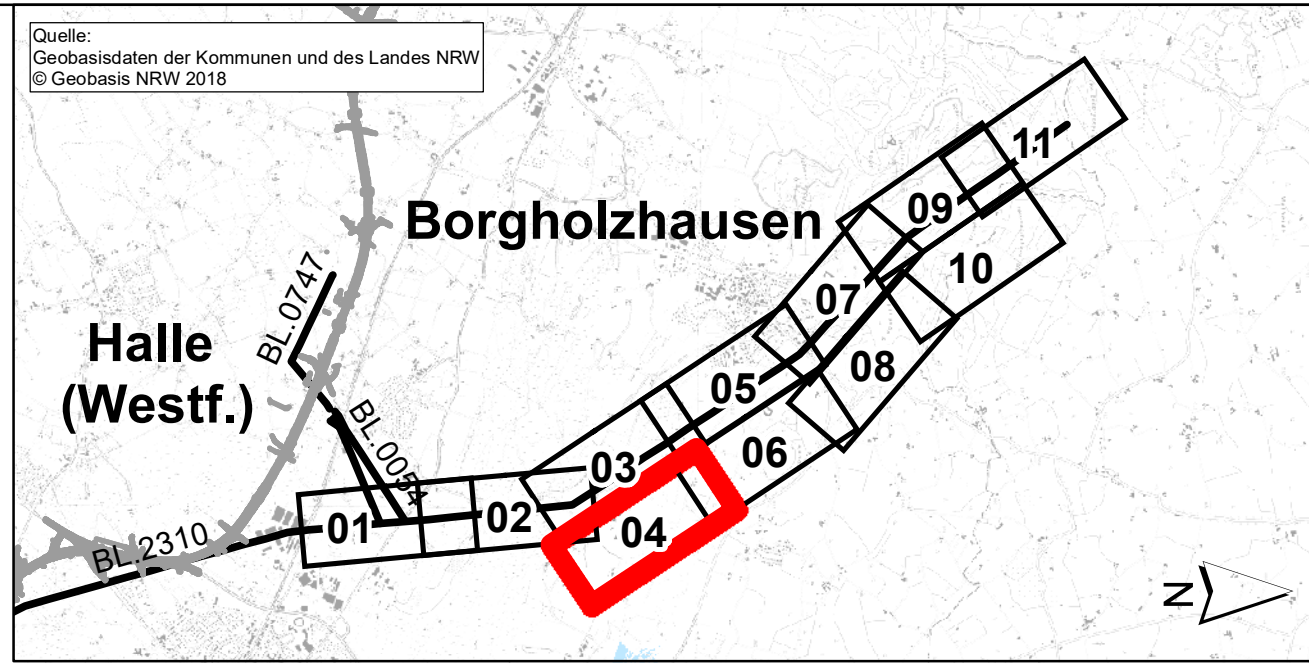 Quelle:
Geobasisdaten der Kommunen und des Landes NRW
© Geobasis NRW 2018
11
Borgholzhausen
09
10
BL.0747
07
Halle
(Westf.)
08
05
BL.0054
06
03
01
02
04
BL.2310
N